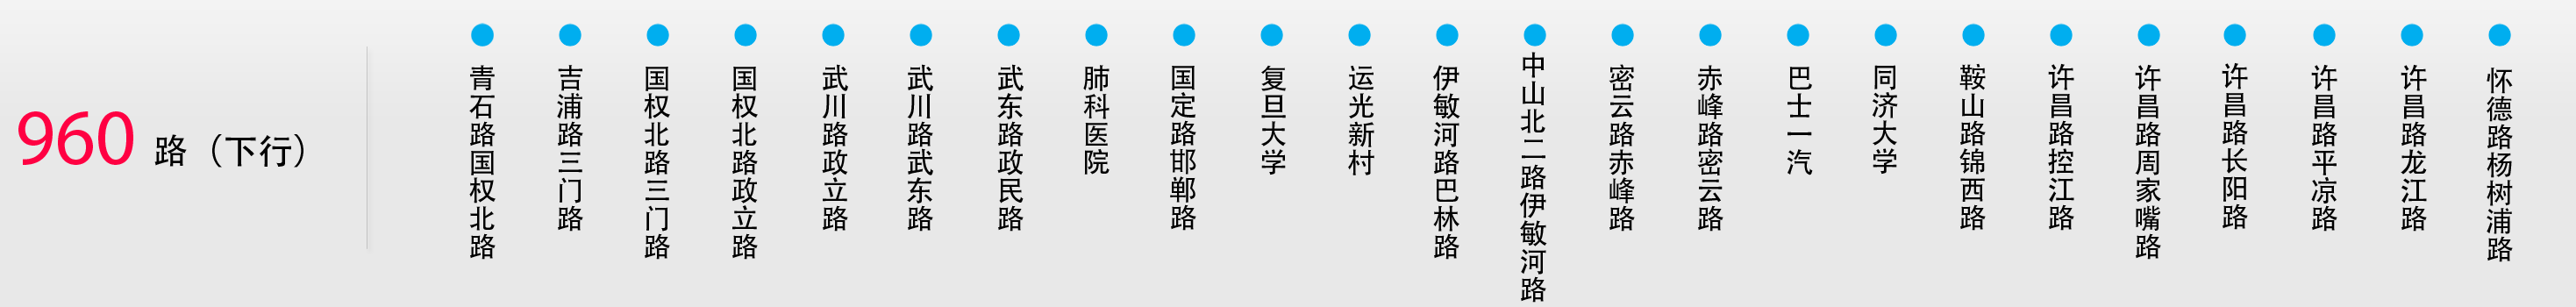 960 路（下行）
青石路国权北路
吉浦路三门路
国权北路三门路
国权北路政立路
武川路政立路
武川路武东路
武东路政民路
肺科医院
国定路邯郸路
复旦大学
运光新村
伊敏河路巴林路
中山北二路伊敏河路
密云路赤峰路
赤峰路密云路
巴士一汽
同济大学
鞍山路锦西路
许昌路控江路
许昌路周家嘴路
许昌路长阳路
许昌路平凉路
许昌路龙江路
怀德路杨树浦路